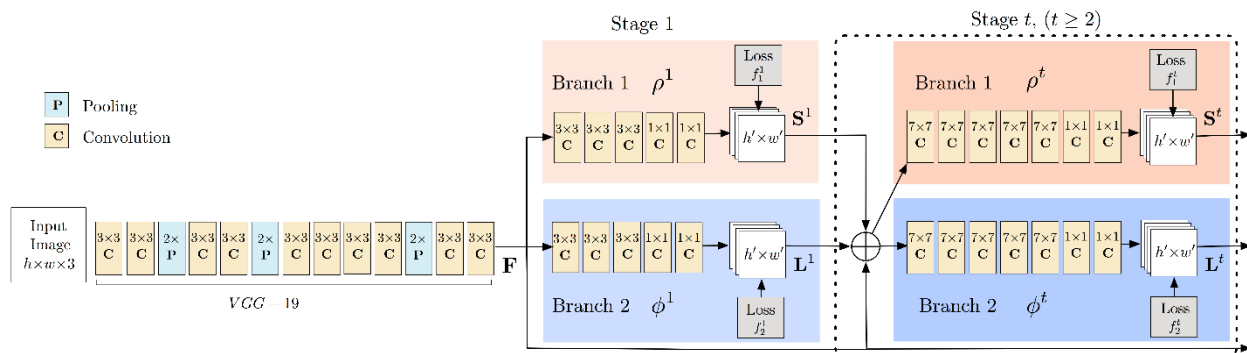 Stage 1
Stage t, (t ≥ 2)
P Pooling
C Convolution
Branch 1 ρ¹
Loss
f₁¹
3×3 3×3 3×3 1×1 1×1
C C C C C
h′×w′
S¹
Branch 1 ρᵗ
Loss
f₁ᵗ
7×7 7×7 7×7 7×7 7×7 1×1 1×1
C C C C C C C
h′×w′
Sᵗ
Input
Image
h×w×3
3×3 3×3 2× 3×3 3×3 2× 3×3 3×3 3×3 3×3 2× 3×3 3×3
C C P C C P C C C C P C C
VGG – 19
F
3×3 3×3 3×3 1×1 1×1
C C C C C
h′×w′
L¹
Branch 2 ϕ¹
Loss
f₂¹
7×7 7×7 7×7 7×7 7×7 1×1 1×1
C C C C C C C
h′×w′
Lᵗ
Branch 2 ϕᵗ
Loss
f₂ᵗ